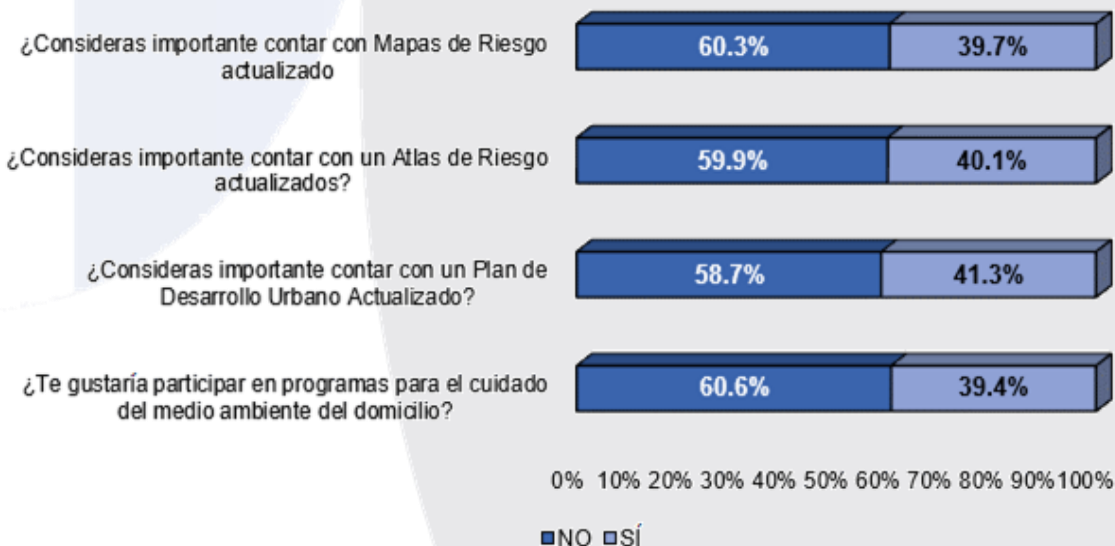 ¿Consideras importante contar con Mapas de Riesgo
actualizado
60.3% 39.7%
¿Consideras importante contar con un Atlas de Riesgo
actualizados?
59.9% 40.1%
¿Consideras importante contar con un Plan de
Desarrollo Urbano Actualizado?
58.7% 41.3%
¿Te gustaría participar en programas para el cuidado
del medio ambiente del domicilio?
60.6% 39.4%
0% 10% 20% 30% 40% 50% 60% 70% 80% 90% 100%
NO SÍ